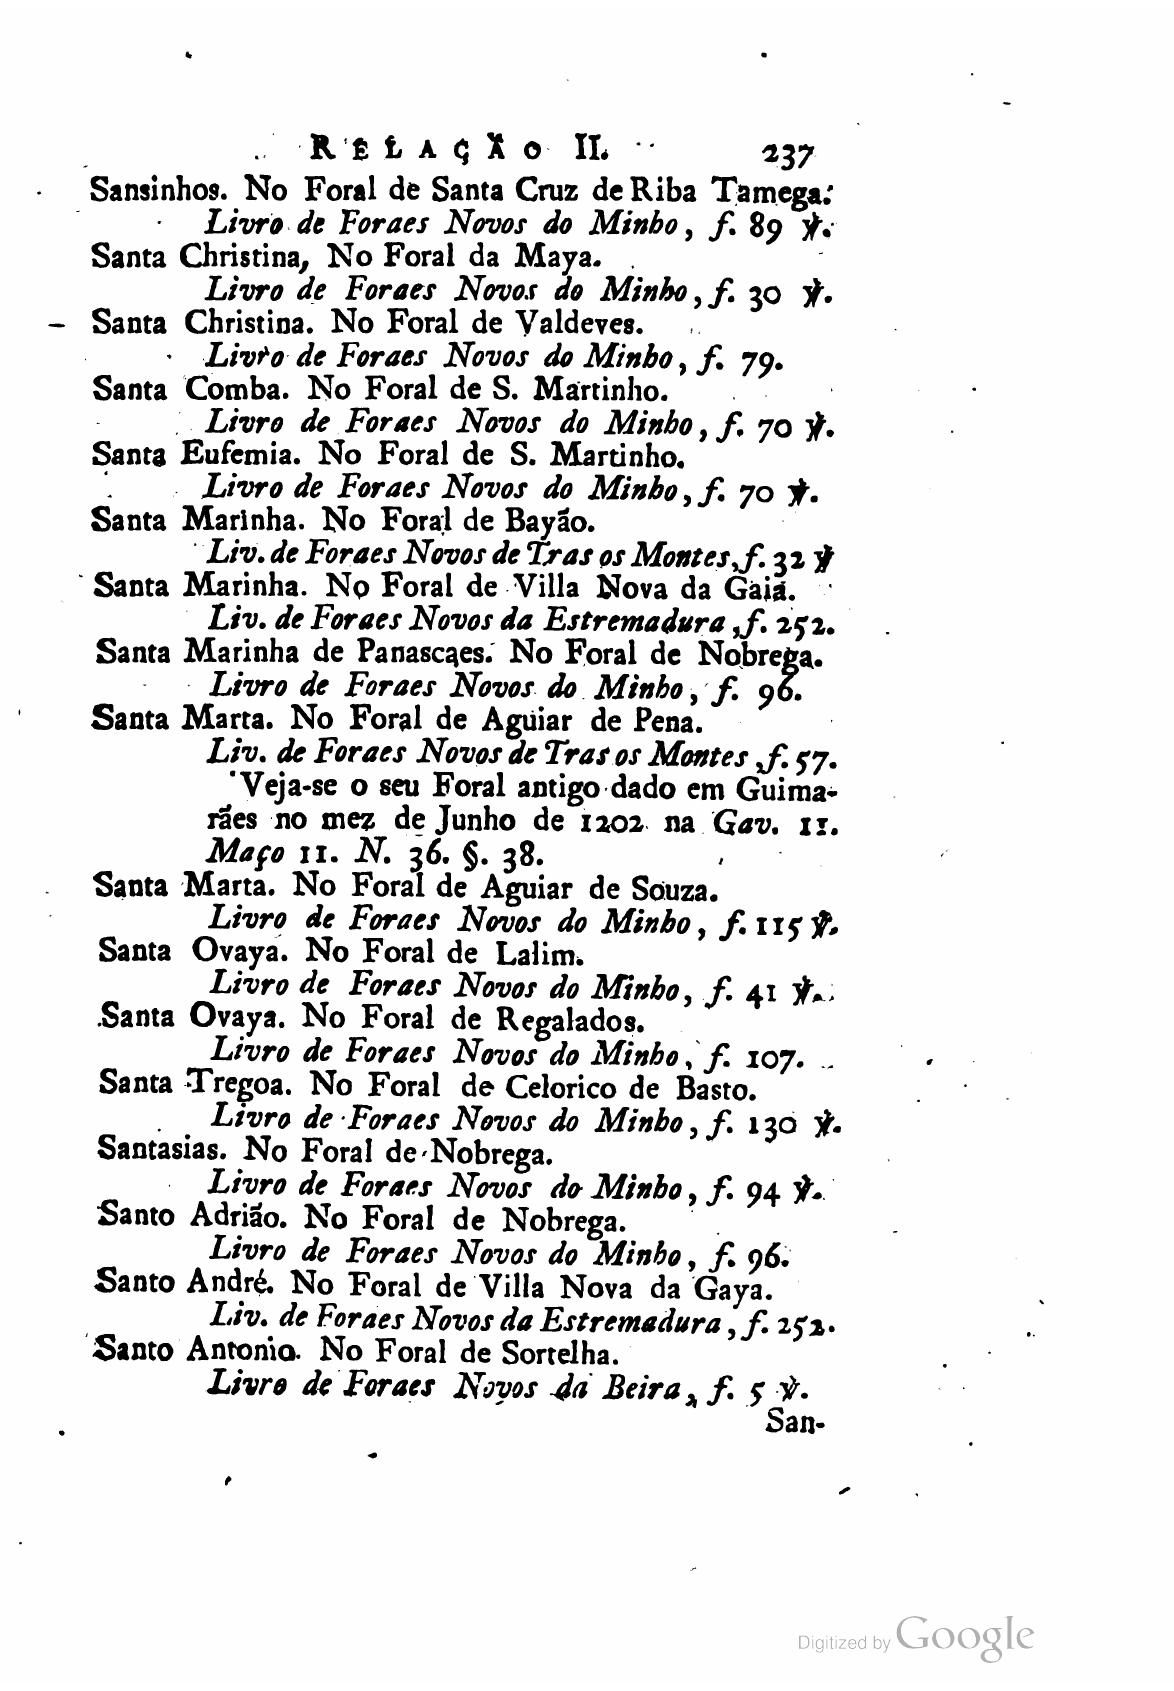 RELAÇÃO II. 237
Sansinhos. No Foral de Santa Cruz de Riba Tamega.
Livro de Foraes Novos do Minho, f. 89 ℣.
Santa Christina, No Foral da Maya.
Livro de Foraes Novos do Minho, f. 30 ℣.
Santa Christina. No Foral de Valdeves.
Livro de Foraes Novos do Minho, f. 79.
Santa Comba. No Foral de S. Martinho.
Livro de Foraes Novos do Minho, f. 70 ℣.
Santa Eufemia. No Foral de S. Martinho.
Livro de Foraes Novos do Minho, f. 70 ℣.
Santa Marinha. No Foral de Bayão.
Liv. de Foraes Novos de Tras os Montes, f. 32 ℣
Santa Marinha. No Foral de Villa Nova da Gaia.
Liv. de Foraes Novos da Estremadura, f. 252.
Santa Marinha de Panascaes. No Foral de Nobrega.
Livro de Foraes Novos do Minho, f. 96.
Santa Marta. No Foral de Aguiar de Pena.
Liv. de Foraes Novos de Tras os Montes, f. 57.
Veja-se o seu Foral antigo dado em Guima-
rães no mez de Junho de 1202 na Gav. 11.
Maço 11. N. 36. §. 38.
Santa Marta. No Foral de Aguiar de Souza.
Livro de Foraes Novos do Minho, f. 115 ℣.
Santa Ovaya. No Foral de Lalim.
Livro de Foraes Novos do Minho, f. 41 ℣.
Santa Ovaya. No Foral de Regalados.
Livro de Foraes Novos do Minho, f. 107.
Santa Tregoa. No Foral de Celorico de Basto.
Livro de Foraes Novos do Minho, f. 130 ℣.
Santasias. No Foral de Nobrega.
Livro de Foraes Novos do Minho, f. 94 ℣.
Santo Adrião. No Foral de Nobrega.
Livro de Foraes Novos do Minho, f. 96.
Santo André. No Foral de Villa Nova da Gaya.
Liv. de Foraes Novos da Estremadura, f. 252.
Santo Antonio. No Foral de Sortelha.
Livro de Foraes Novos da Beira, f. 5 ℣.
San-
Digitized by Google